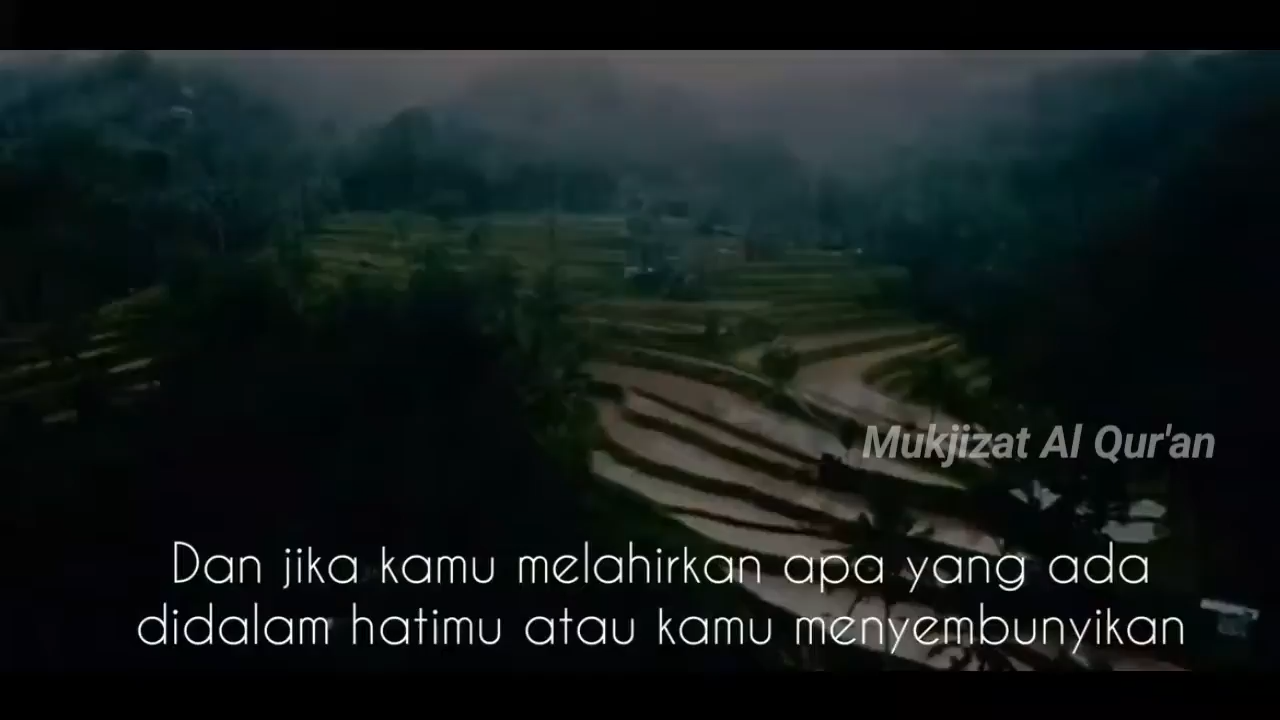 Mukjizat Al Qur'an
Dan jika kamu melahirkan apa yang ada
didalam hatimu atau kamu menyembunyikan